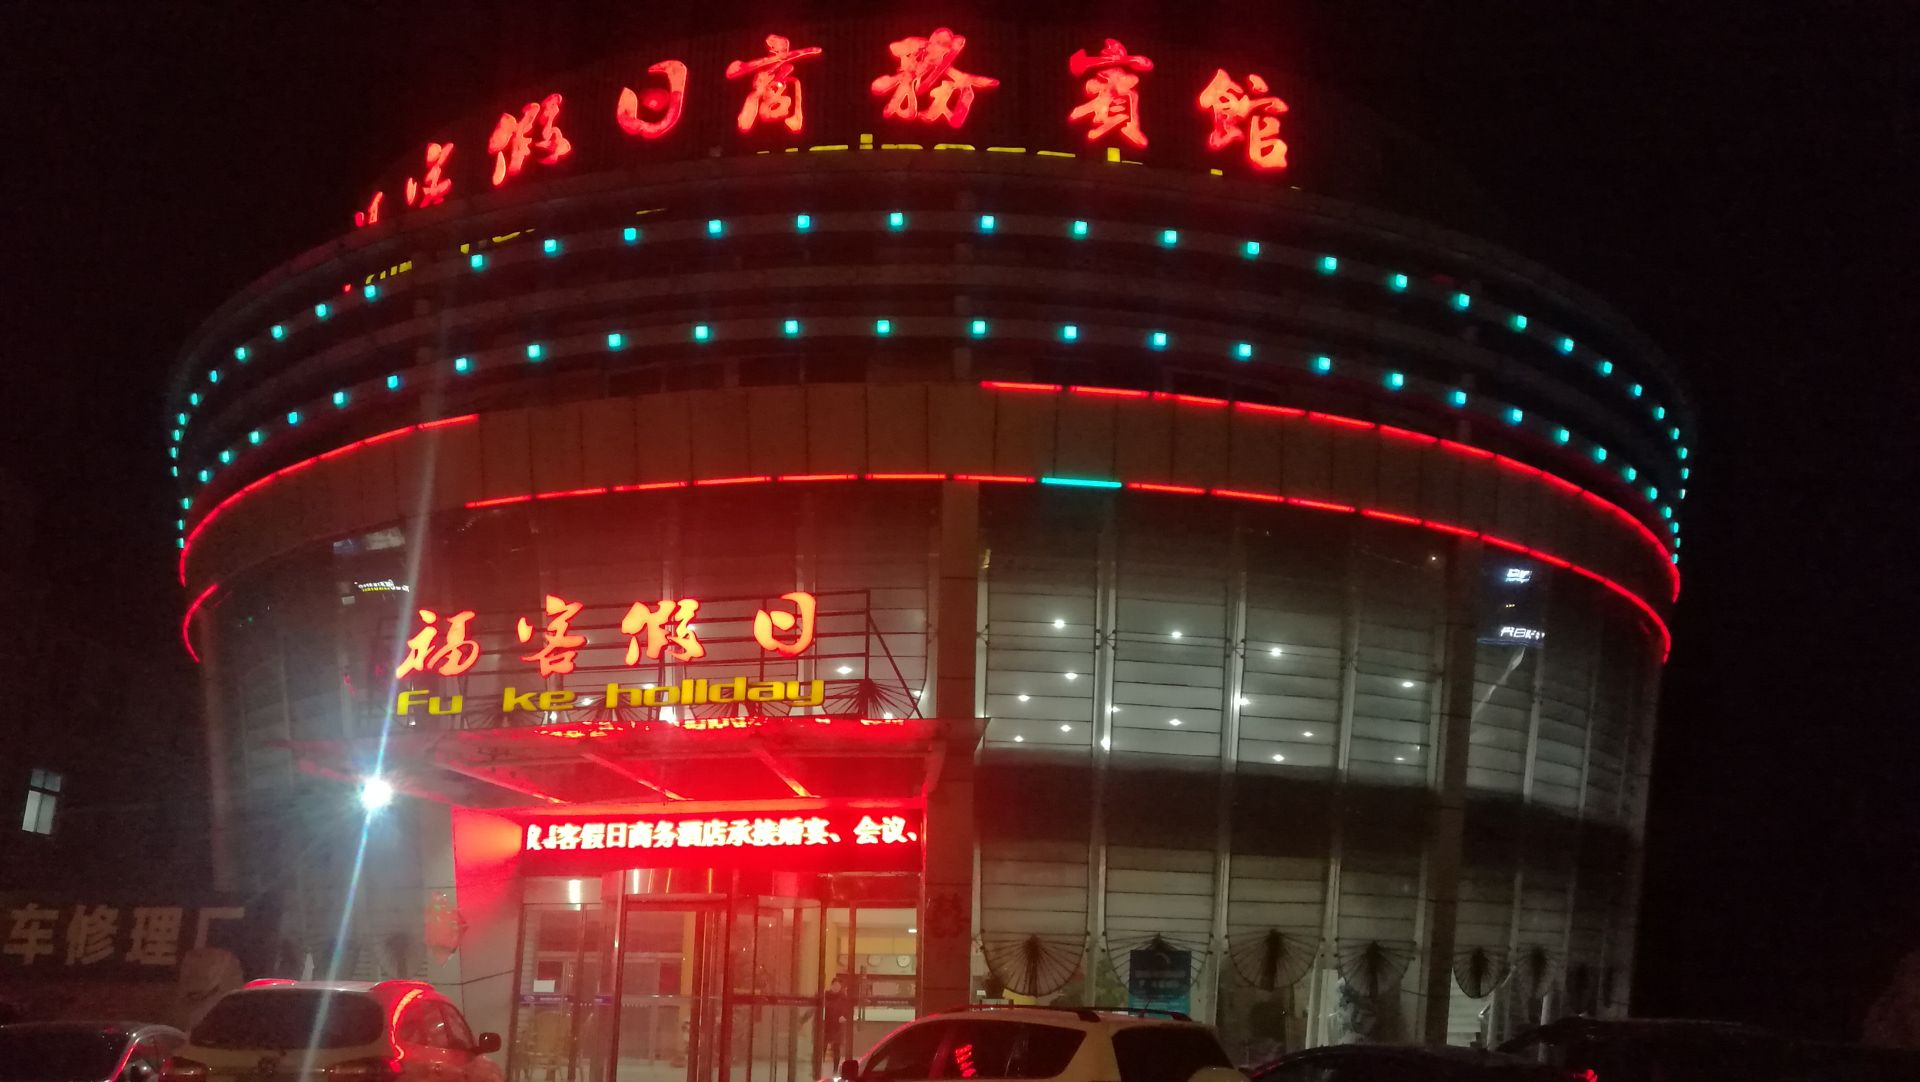 客假日商務賓館
福客假日
Fu ke holiday
客假日商务酒店承接婚宴、会议、
车修理厂